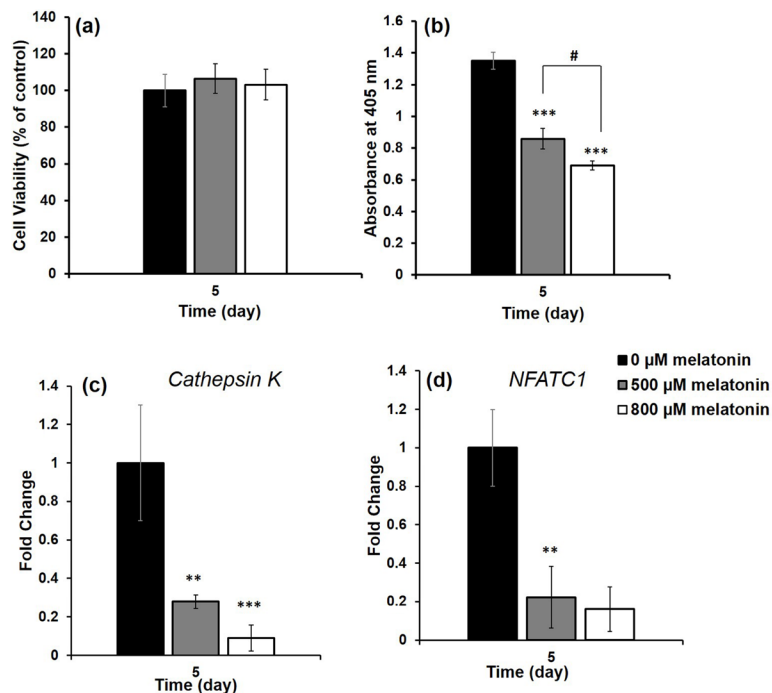 (a)
Cell Viability (% of control)
140
120
100
80
60
40
20
0
5
Time (day)
(b)
Absorbance at 405 nm
1.6
1.4
1.2
1
0.8
0.6
0.4
0.2
0
#
***
***
5
Time (day)
0 µM melatonin
500 µM melatonin
800 µM melatonin
(c)
Cathepsin K
Fold Change
1.4
1.2
1
0.8
0.6
0.4
0.2
0
**
***
5
Time (day)
(d)
NFATC1
Fold Change
1.4
1.2
1
0.8
0.6
0.4
0.2
0
**
5
Time (day)